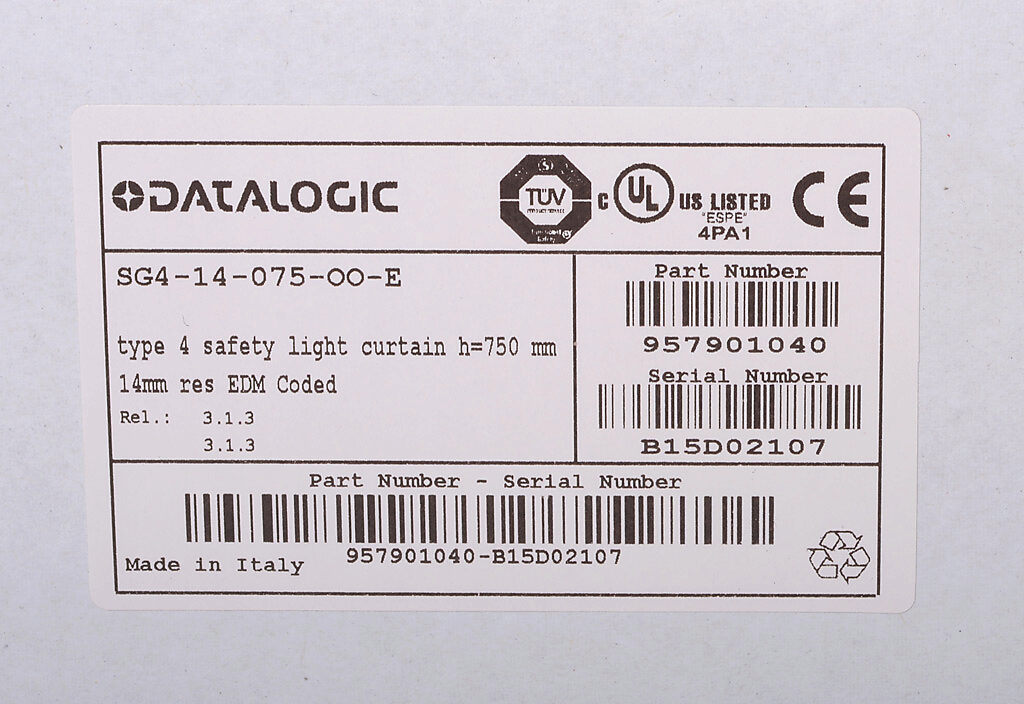 DATALOGIC
TÜV
C UL US LISTED
"ESPE"
4PA1
CE
SG4-14-075-OO-E
type 4 safety light curtain h=750 mm
14mm res EDM Coded
Rel.: 3.1.3
3.1.3
Part Number
957901040
Serial Number
B15D02107
Part Number - Serial Number
957901040-B15D02107
Made in Italy